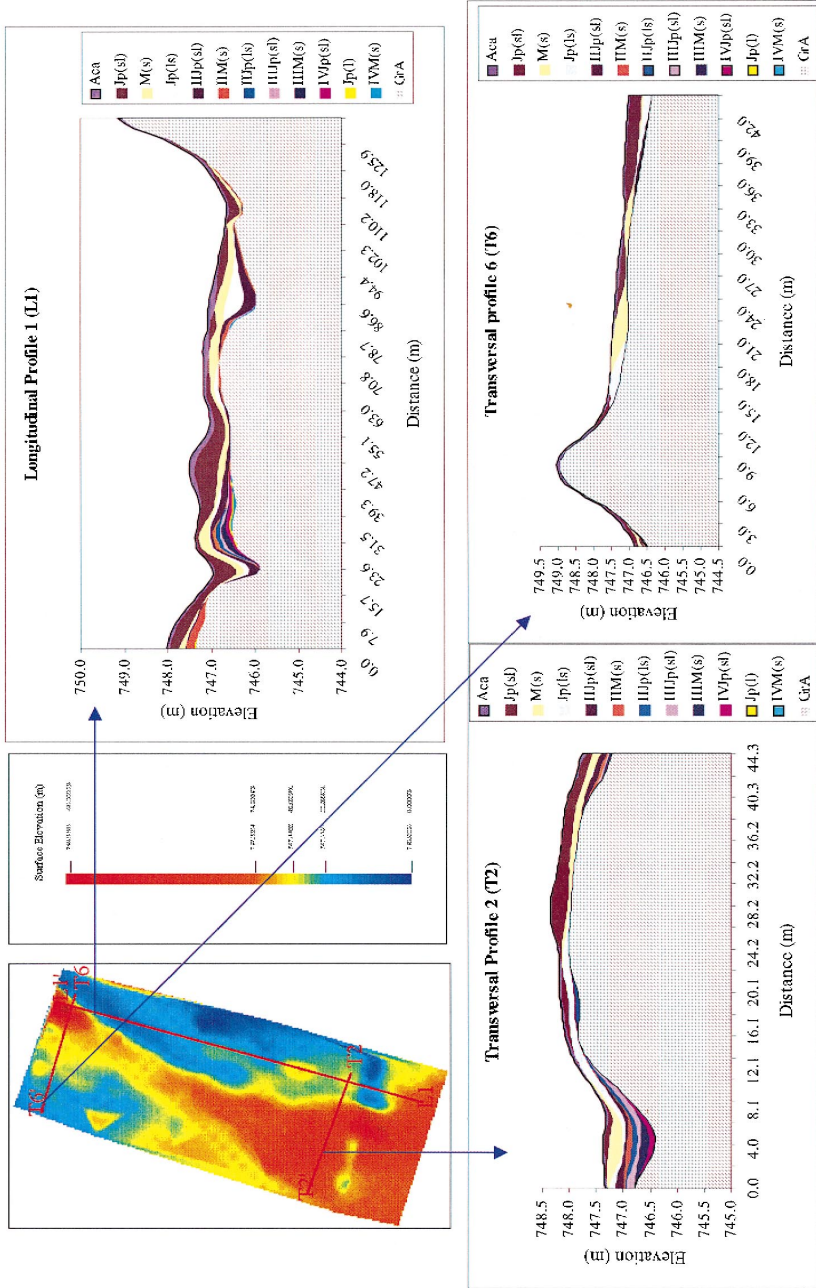 Surface Elevation (m)
T6'
L1'
T6
T2
T2'
L1
Longitudinal Profile 1 (L1)
Elevation (m)
750.0
749.0
748.0
747.0
746.0
745.0
744.0
0.0
7.9
15.7
23.6
31.5
39.3
47.2
55.1
63.0
70.8
78.7
86.6
94.4
102.3
110.2
118.0
125.9
Distance (m)
Aca
Jp(sl)
M(s)
Jp(ls)
IIJp(sl)
IIM(s)
IIJp(ls)
IIIJp(sl)
IIIM(s)
IVJp(sl)
Jp(l)
IVM(s)
GrA
Transversal Profile 2 (T2)
Elevation (m)
748.5
748.0
747.5
747.0
746.5
746.0
745.5
745.0
0.0
4.0
8.1
12.1
16.1
20.1
24.2
28.2
32.2
36.2
40.3
44.3
Distance (m)
Aca
Jp(sl)
M(s)
Jp(ls)
IIJp(sl)
IIM(s)
IIJp(ls)
IIIJp(sl)
IIIM(s)
IVJp(sl)
Jp(l)
IVM(s)
GrA
Transversal profile 6 (T6)
Elevation (m)
749.5
749.0
748.5
748.0
747.5
747.0
746.5
746.0
745.5
745.0
744.5
0.0
3.0
6.0
9.0
12.0
15.0
18.0
21.0
24.0
27.0
30.0
33.0
36.0
39.0
42.0
Distance (m)
Aca
Jp(sl)
M(s)
Jp(ls)
IIJp(sl)
IIM(s)
IIJp(ls)
IIIJp(sl)
IIIM(s)
IVJp(sl)
Jp(l)
IVM(s)
GrA